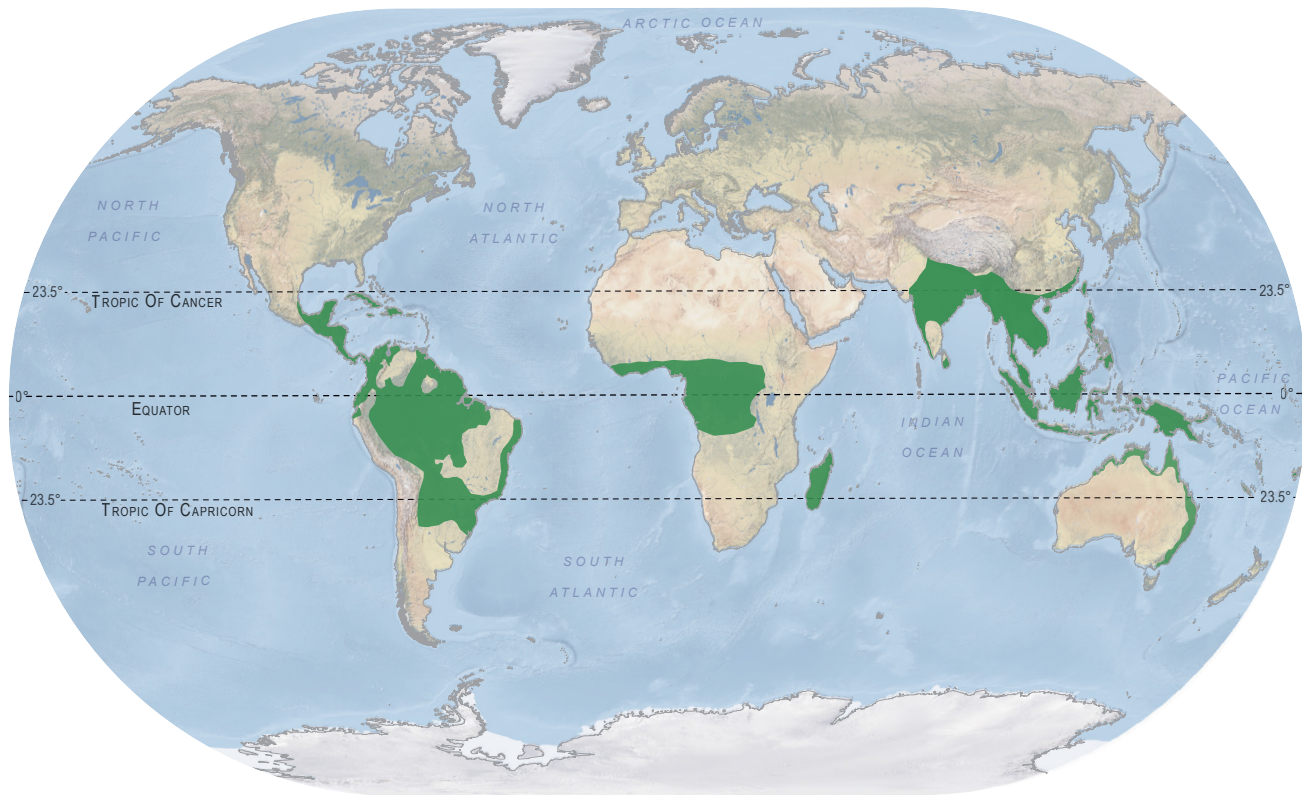 ARCTIC OCEAN
NORTH
PACIFIC
NORTH
ATLANTIC
23.5°
TROPIC OF CANCER
23.5°
PACIFIC
OCEAN
0°
EQUATOR
0°
INDIAN
OCEAN
23.5°
TROPIC OF CAPRICORN
23.5°
SOUTH
PACIFIC
SOUTH
ATLANTIC